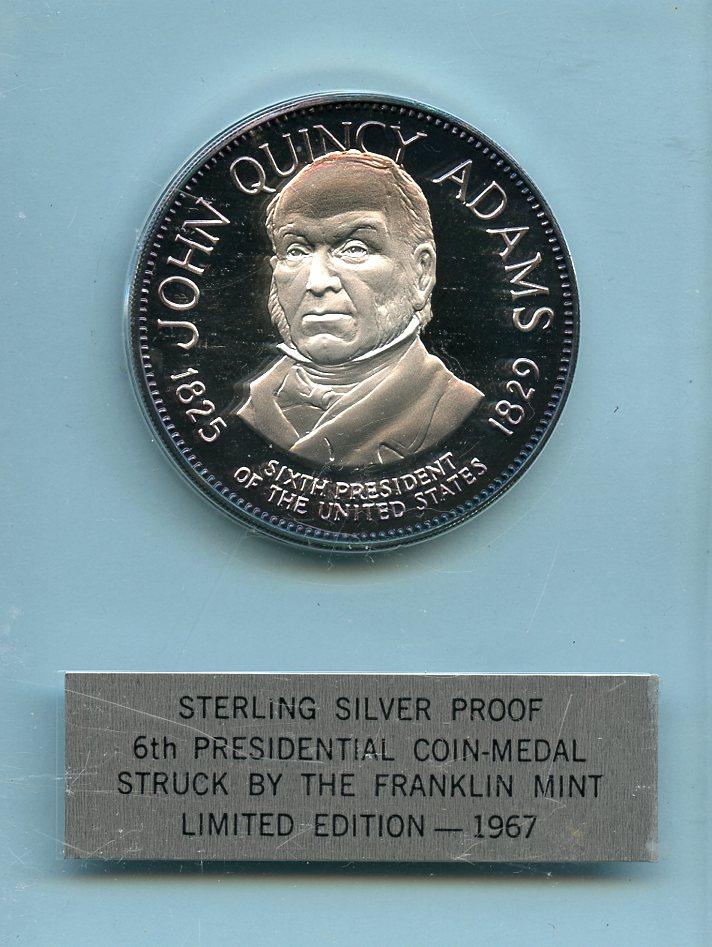 JOHN QUINCY ADAMS
1825
1829
SIXTH PRESIDENT
OF THE UNITED STATES
STERLiNG SILVER PROOF
6th PRESIDENTIAL COIN-MEDAL
STRUCK BY THE FRANKLIN MINT
LIMITED EDITION — 1967